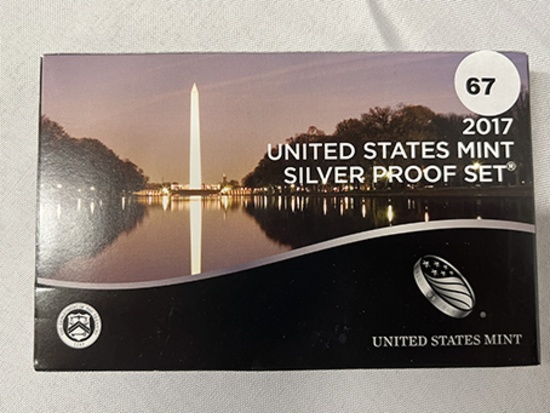 67
2017
UNITED STATES MINT
SILVER PROOF SET®
UNITED STATES MINT